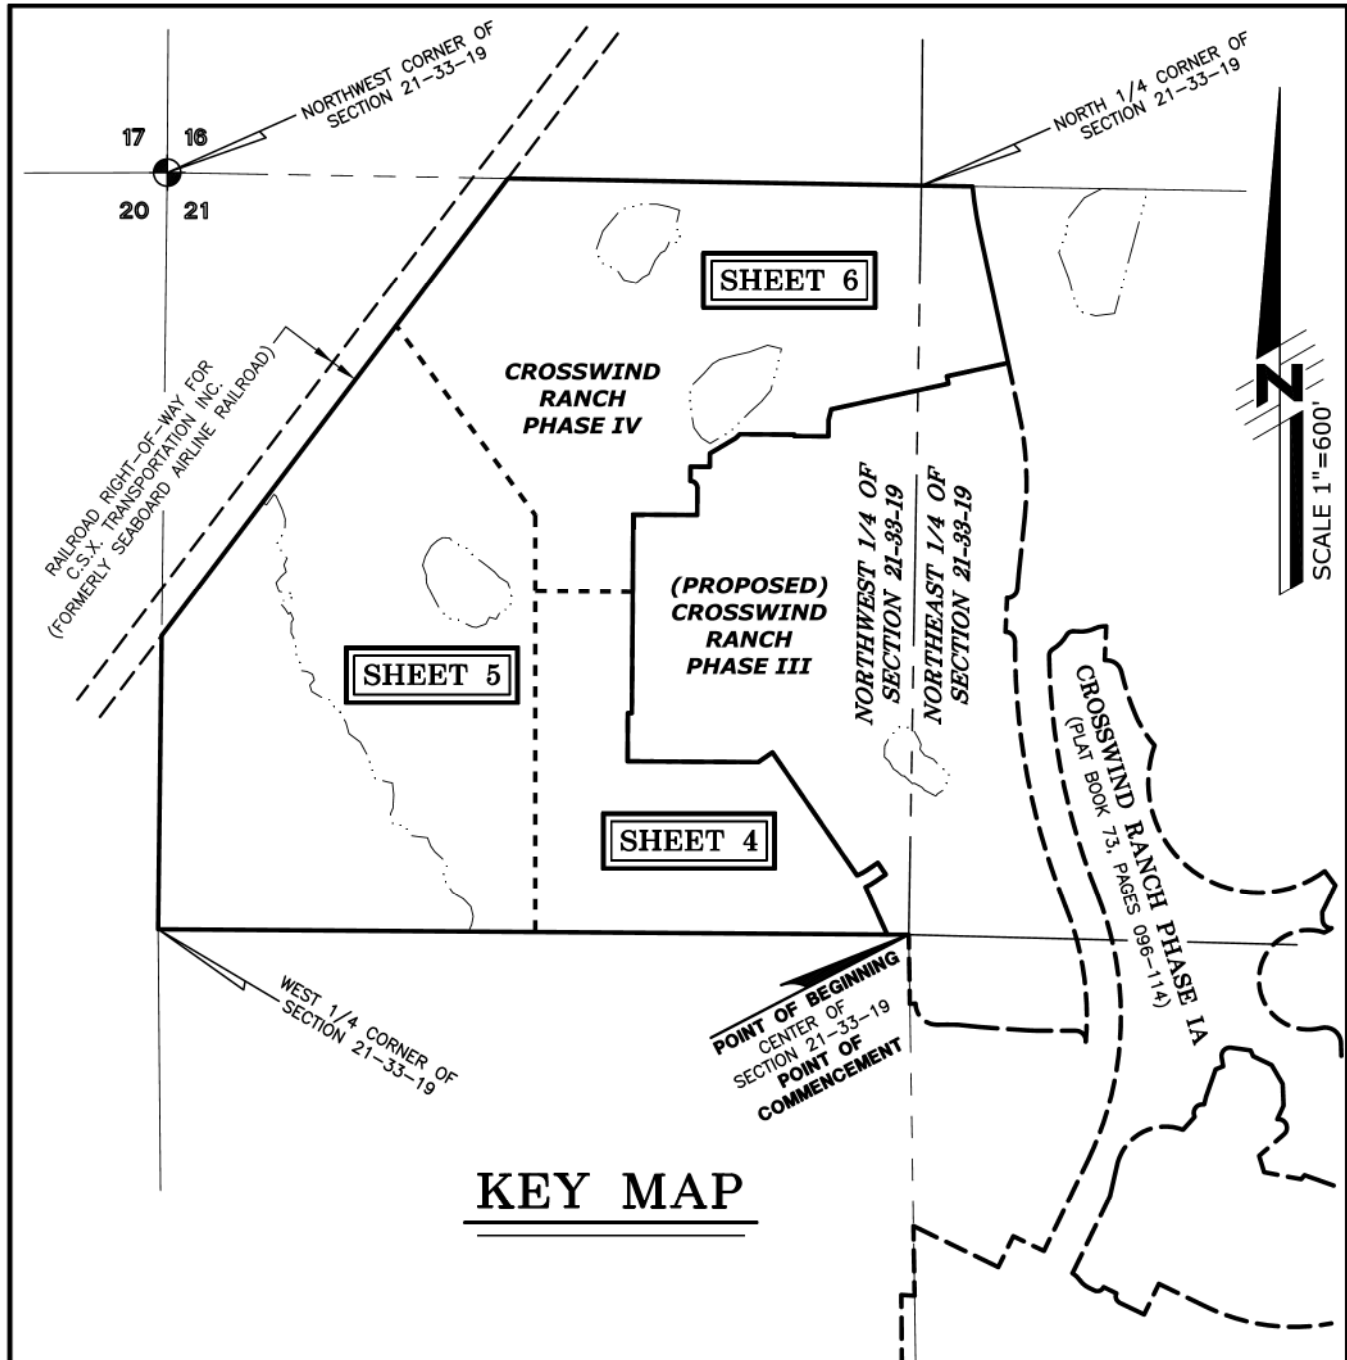 NORTHWEST CORNER OF
SECTION 21-33-19
NORTH 1/4 CORNER OF
SECTION 21-33-19
17 16
20 21
SHEET 6
RAILROAD RIGHT-OF-WAY FOR
C.S.X. TRANSPORTATION INC.
(FORMERLY SEABOARD AIRLINE RAILROAD)
CROSSWIND
RANCH
PHASE IV
N
SCALE 1"=600'
NORTHWEST 1/4 OF
SECTION 21-33-19
NORTHEAST 1/4 OF
SECTION 21-33-19
(PROPOSED)
CROSSWIND
RANCH
PHASE III
SHEET 5
CROSSWIND RANCH PHASE IA
(PLAT BOOK 73, PAGES 096-114)
SHEET 4
WEST 1/4 CORNER OF
SECTION 21-33-19
POINT OF BEGINNING
CENTER OF
SECTION 21-33-19
POINT OF
COMMENCEMENT
KEY MAP